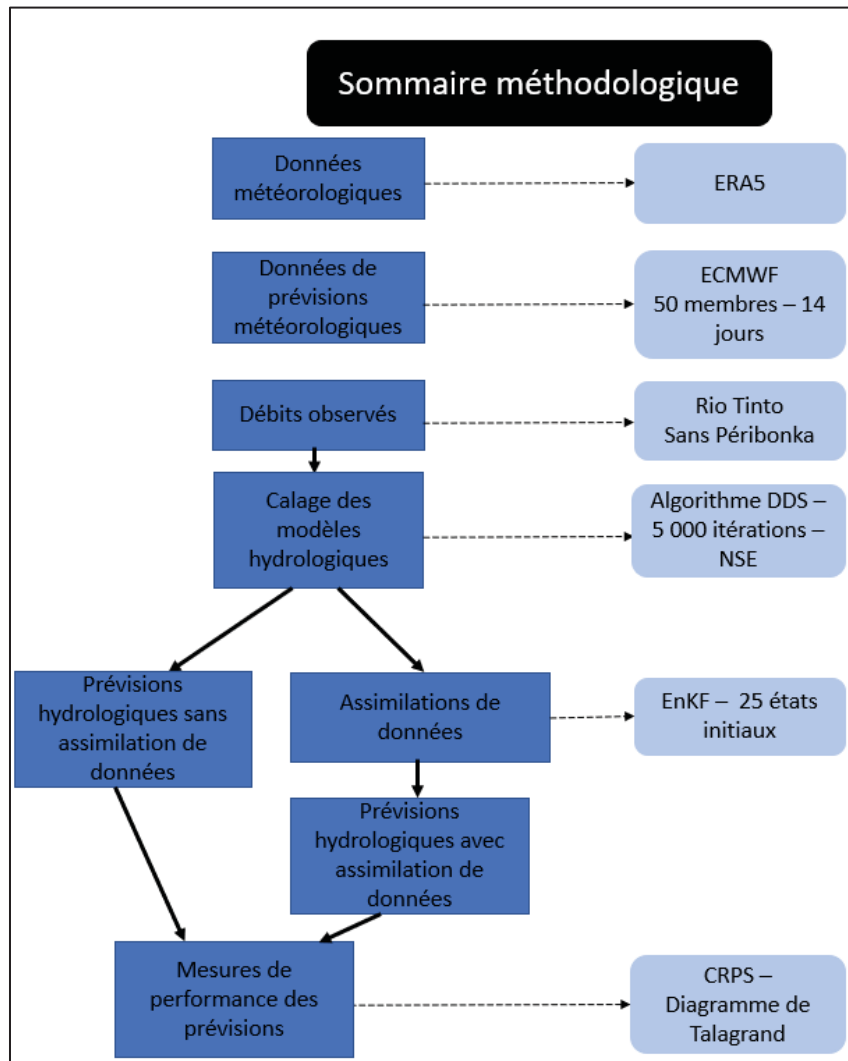 Sommaire méthodologique
Données
météorologiques
ERA5
Données de
prévisions
météorologiques
ECMWF
50 membres – 14
jours
Débits observés
Rio Tinto
Sans Péribonka
Calage des
modèles
hydrologiques
Algorithme DDS –
5 000 itérations –
NSE
Prévisions
hydrologiques sans
assimilation de
données
Assimilations de
données
EnKF – 25 états
initiaux
Prévisions
hydrologiques avec
assimilation de
données
Mesures de
performance des
prévisions
CRPS –
Diagramme de
Talagrand